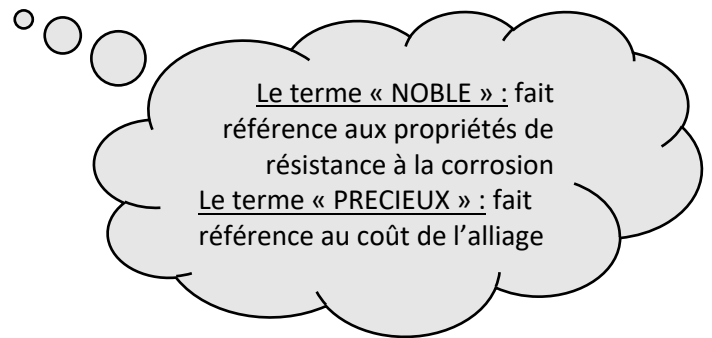 Le terme « NOBLE » : fait
référence aux propriétés de
résistance à la corrosion
Le terme « PRECIEUX » : fait
référence au coût de l’alliage